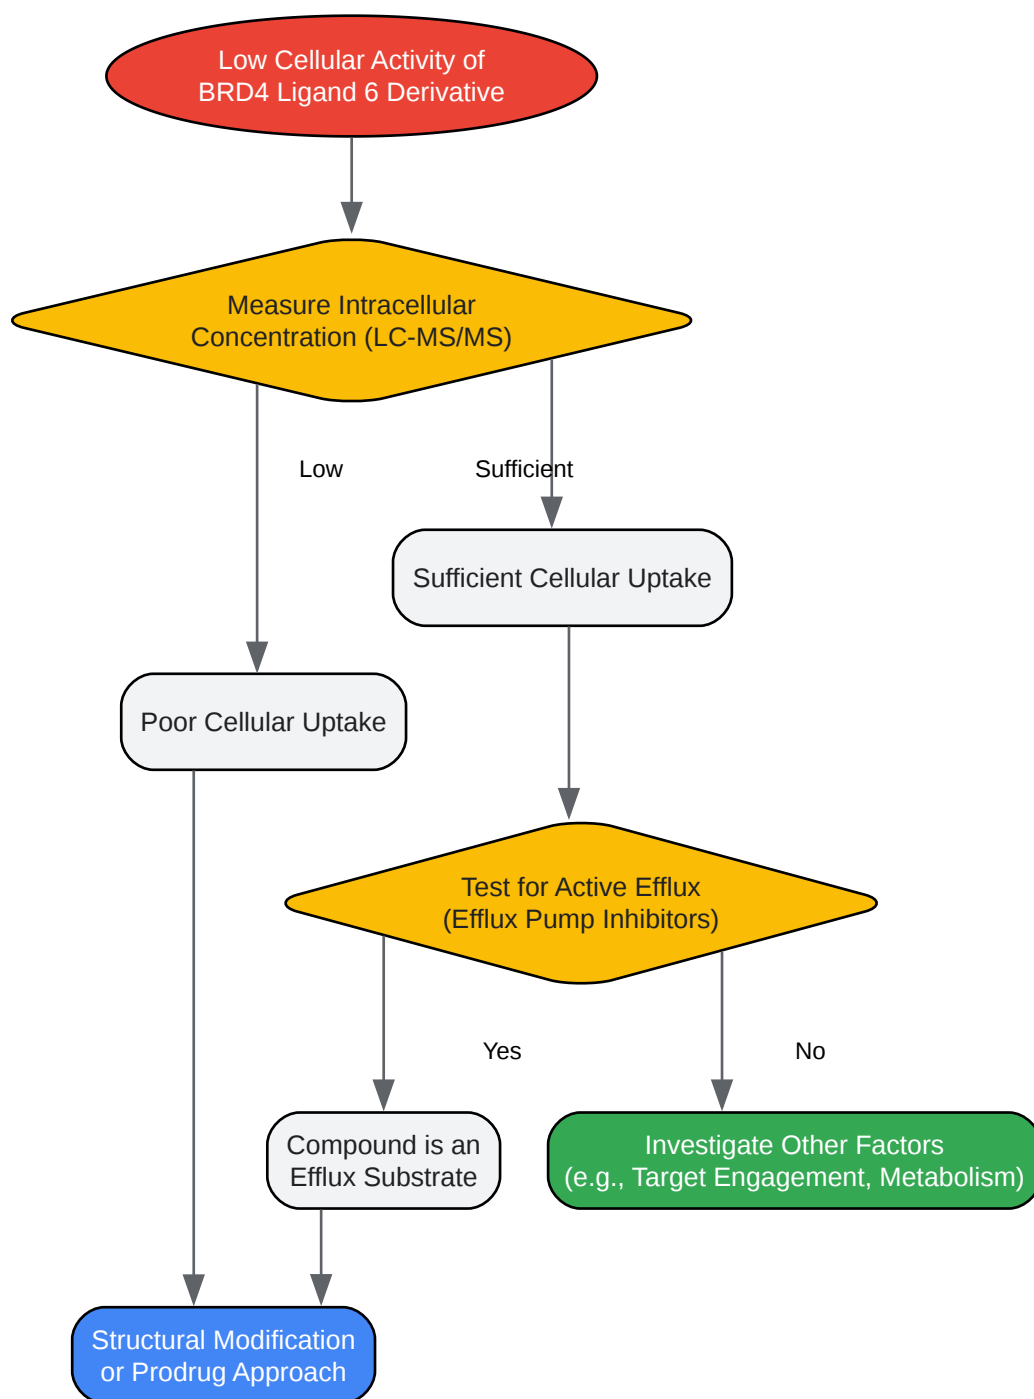 Low Cellular Activity of
BRD4 Ligand 6 Derivative
Measure Intracellular
Concentration (LC-MS/MS)
Low
Sufficient
Sufficient Cellular Uptake
Poor Cellular Uptake
Test for Active Efflux
(Efflux Pump Inhibitors)
Yes
No
Compound is an
Efflux Substrate
Investigate Other Factors
(e.g., Target Engagement, Metabolism)
Structural Modification
or Prodrug Approach